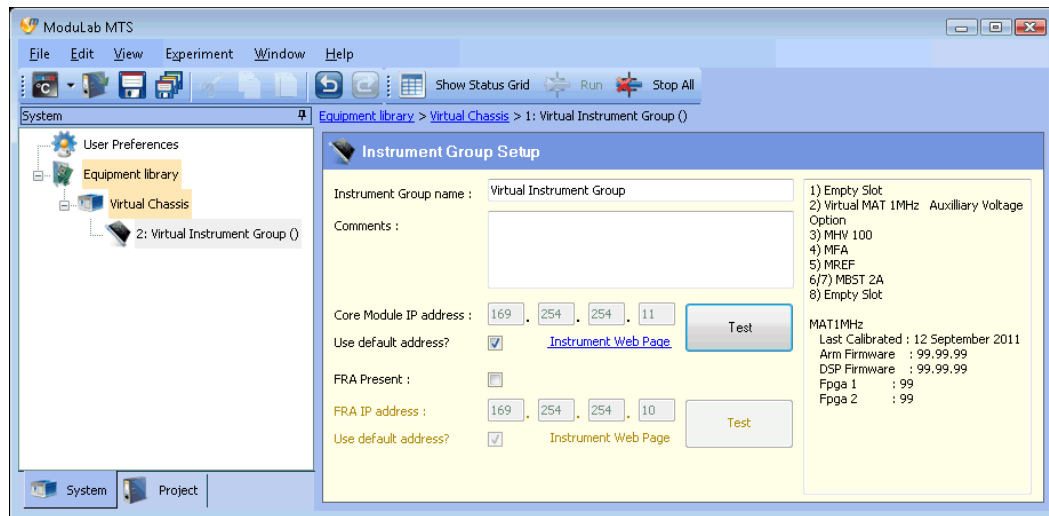 ModuLab MTS
File Edit View Experiment Window Help
°C Show Status Grid Run Stop All
System
Equipment library > Virtual Chassis > 1: Virtual Instrument Group ()
User Preferences
Equipment library
Virtual Chassis
2: Virtual Instrument Group ()
Instrument Group Setup
Instrument Group name : Virtual Instrument Group
Comments :
Core Module IP address : 169 . 254 . 254 . 11
Test
Use default address? Instrument Web Page
FRA Present :
FRA IP address : 169 . 254 . 254 . 10
Test
Use default address? Instrument Web Page
1) Empty Slot
2) Virtual MAT 1MHz Auxilliary Voltage
Option
3) MHV 100
4) MFA
5) MREF
6/7) MBST 2A
8) Empty Slot
MAT1MHz
Last Calibrated : 12 September 2011
Arm Firmware : 99.99.99
DSP Firmware : 99.99.99
Fpga 1 : 99
Fpga 2 : 99
System Project